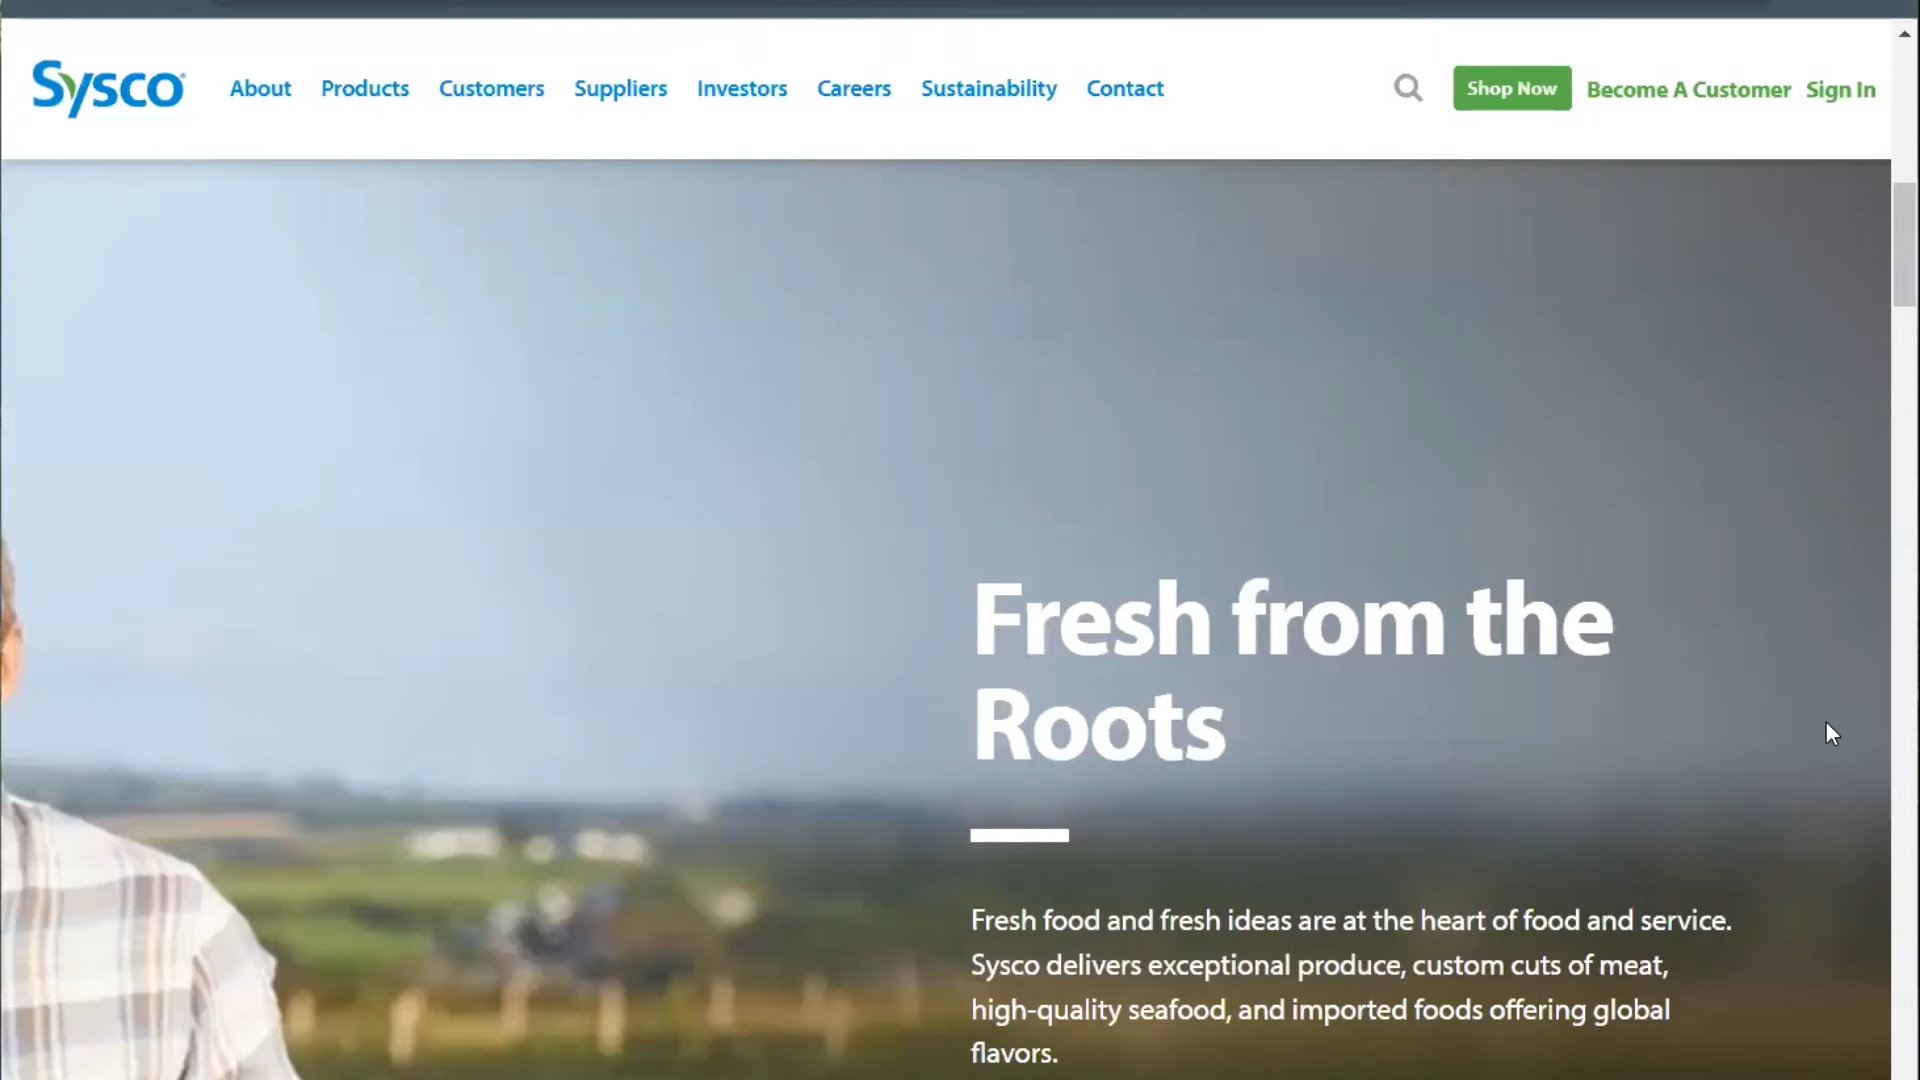 Sysco
About Products Customers Suppliers Investors Careers Sustainability Contact
Shop Now Become A Customer Sign In
Fresh from the
Roots
Fresh food and fresh ideas are at the heart of food and service.
Sysco delivers exceptional produce, custom cuts of meat,
high-quality seafood, and imported foods offering global
flavors.